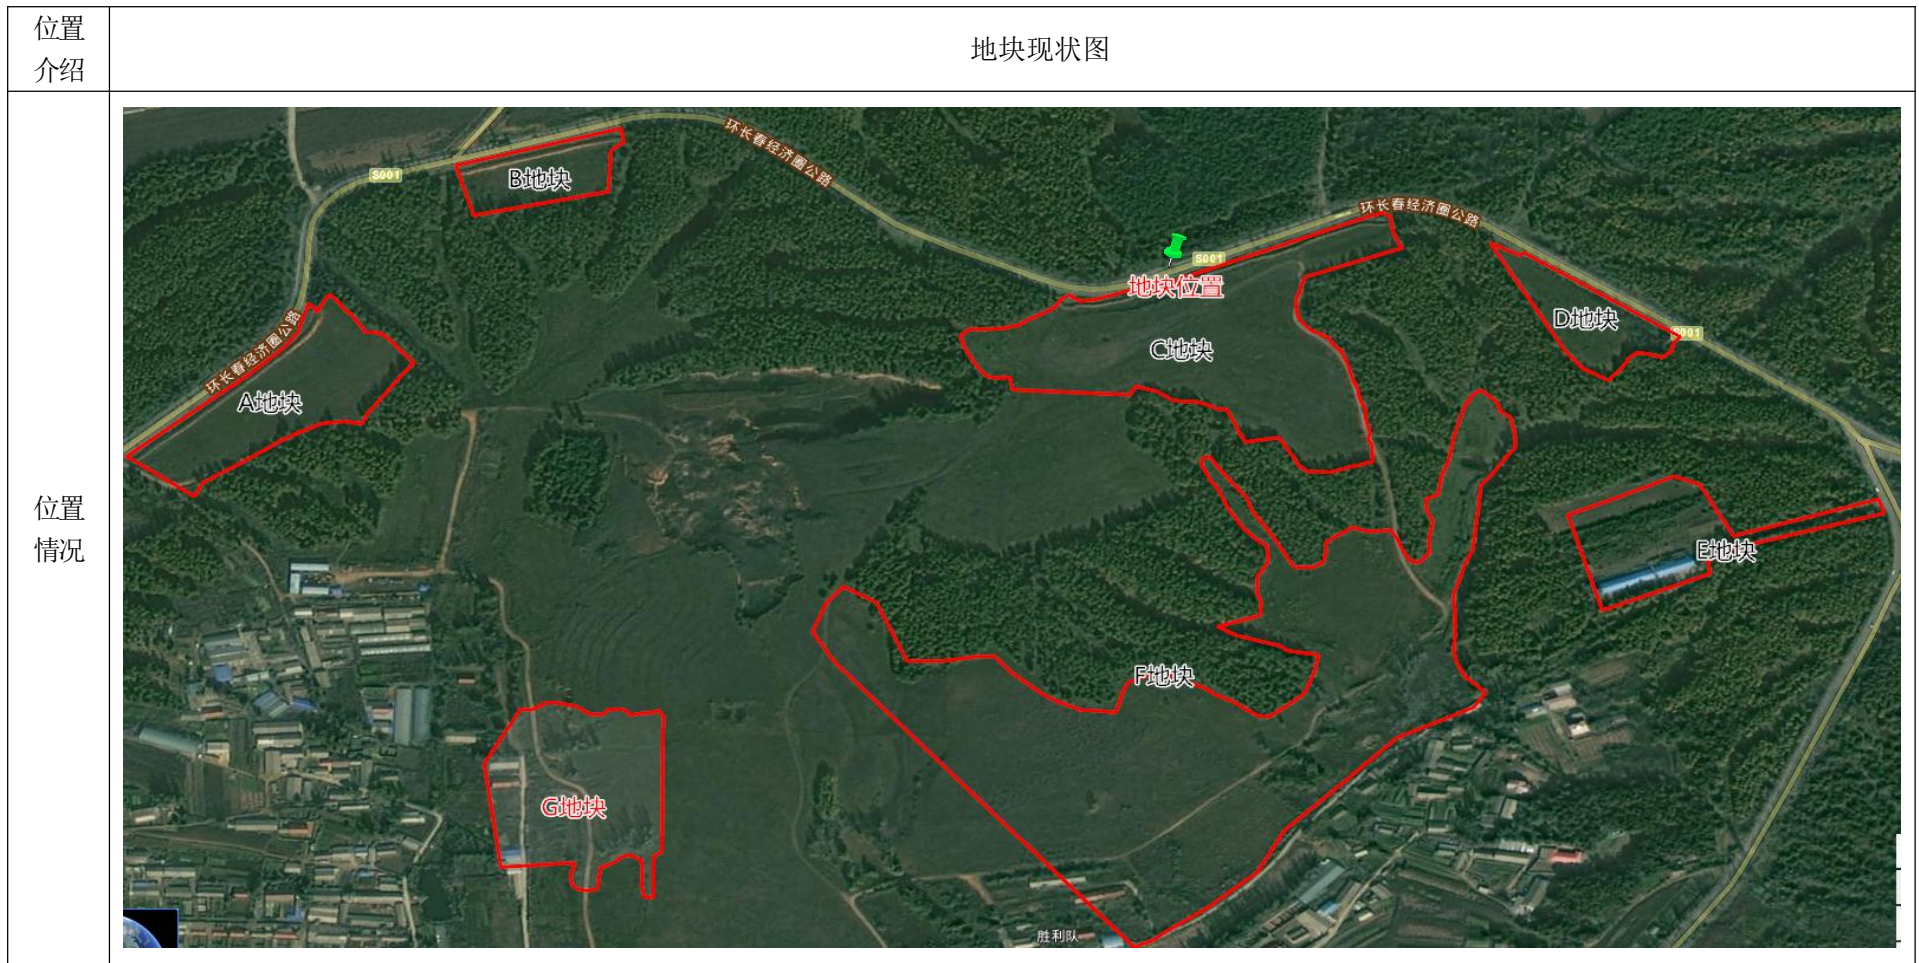 位置
介绍
地块现状图
位置
情况
环长春经济圈公路
S001
B地块
环长春经济圈公路
S001
地块位置
环长春经济圈公路
D地块
S001
C地块
A地块
E地块
F地块
G地块
胜利队